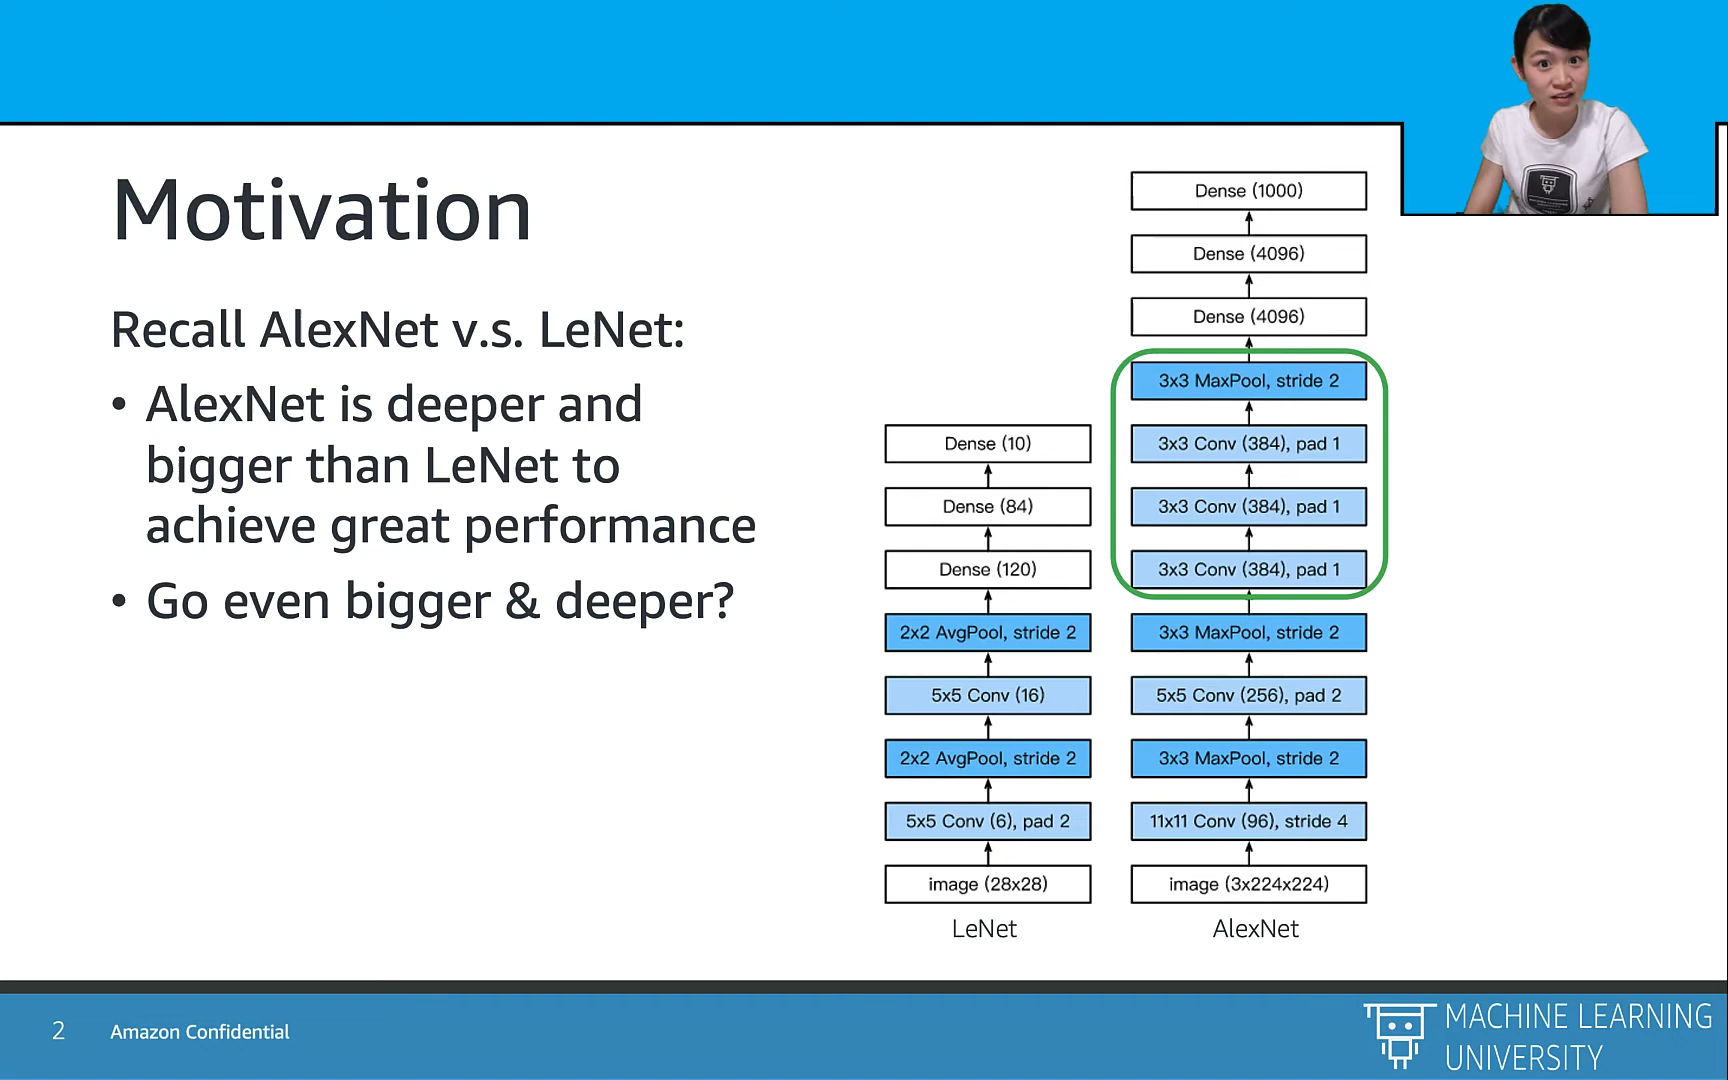 Motivation
Recall AlexNet v.s. LeNet:
• AlexNet is deeper and
bigger than LeNet to
achieve great performance
• Go even bigger & deeper?
Dense (10)
Dense (84)
Dense (120)
2x2 AvgPool, stride 2
5x5 Conv (16)
2x2 AvgPool, stride 2
5x5 Conv (6), pad 2
image (28x28)
LeNet
Dense (1000)
Dense (4096)
Dense (4096)
3x3 MaxPool, stride 2
3x3 Conv (384), pad 1
3x3 Conv (384), pad 1
3x3 Conv (384), pad 1
3x3 MaxPool, stride 2
5x5 Conv (256), pad 2
3x3 MaxPool, stride 2
11x11 Conv (96), stride 4
image (3x224x224)
AlexNet
2
Amazon Confidential
MACHINE LEARNING
UNIVERSITY